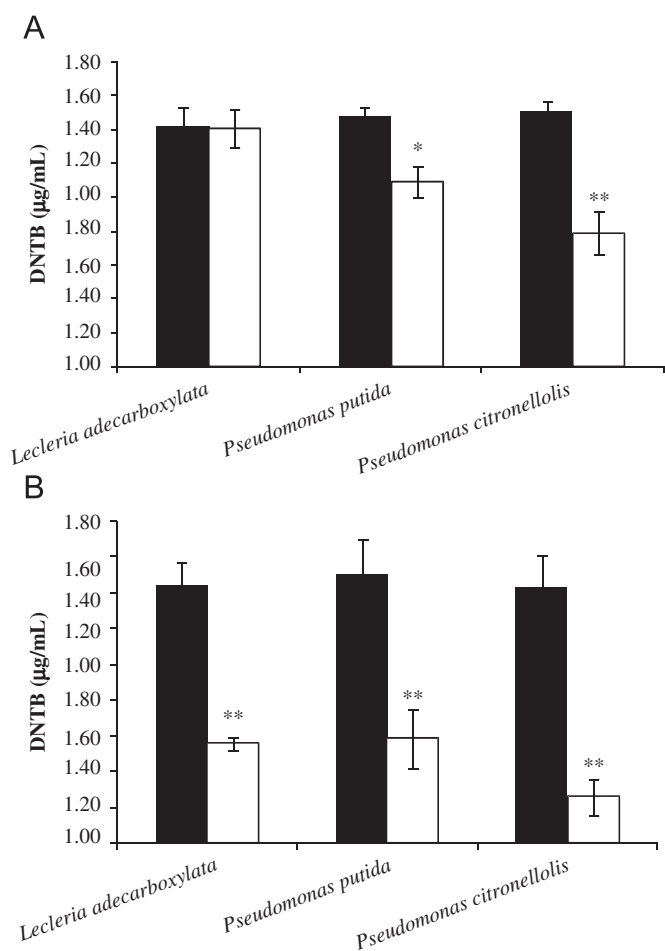 A
1.80
1.60
1.40
1.20
1.00
1.80
1.60
1.40
1.20
1.00
DNTB (µg/mL)
*
**
Lecleria adecarboxylata
Pseudomonas putida
Pseudomonas citronellolis
B
1.80
1.60
1.40
1.20
1.00
1.80
1.60
1.40
1.20
1.00
DNTB (µg/mL)
**
**
**
Lecleria adecarboxylata
Pseudomonas putida
Pseudomonas citronellolis